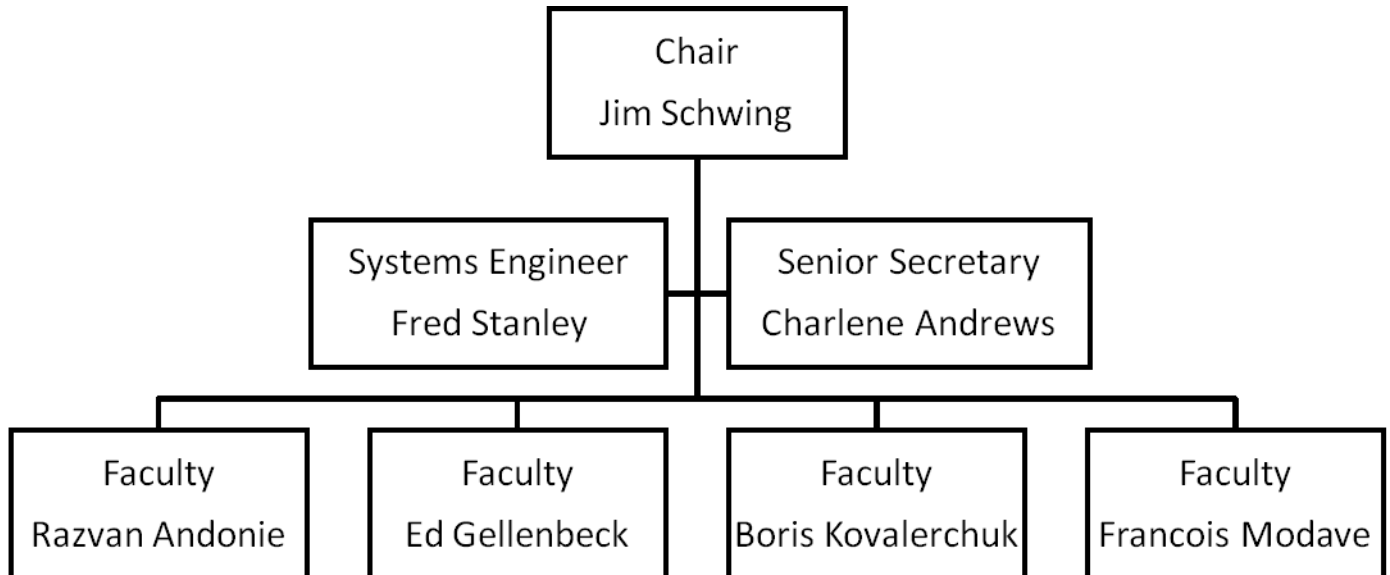 Chair
Jim Schwing
Systems Engineer
Fred Stanley
Senior Secretary
Charlene Andrews
Faculty
Razvan Andonie
Faculty
Ed Gellenbeck
Faculty
Boris Kovalerchuk
Faculty
Francois Modave